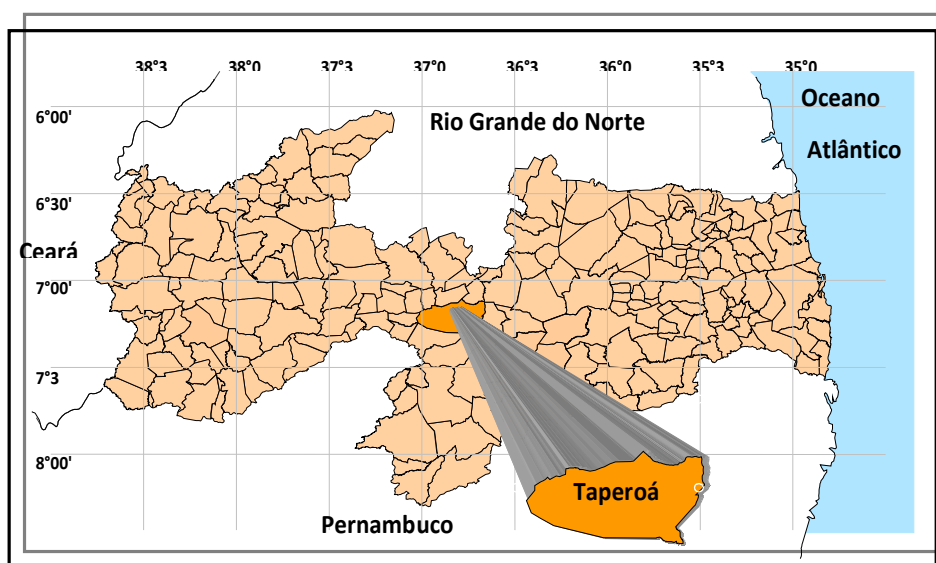 38°3 38°0 37°3 37°0 36°3 36°0 35°3 35°0
Oceano
6°00'
Rio Grande do Norte
Atlântico
6°30'
Ceará
7°00'
7°3
8°00'
Taperoá
Pernambuco